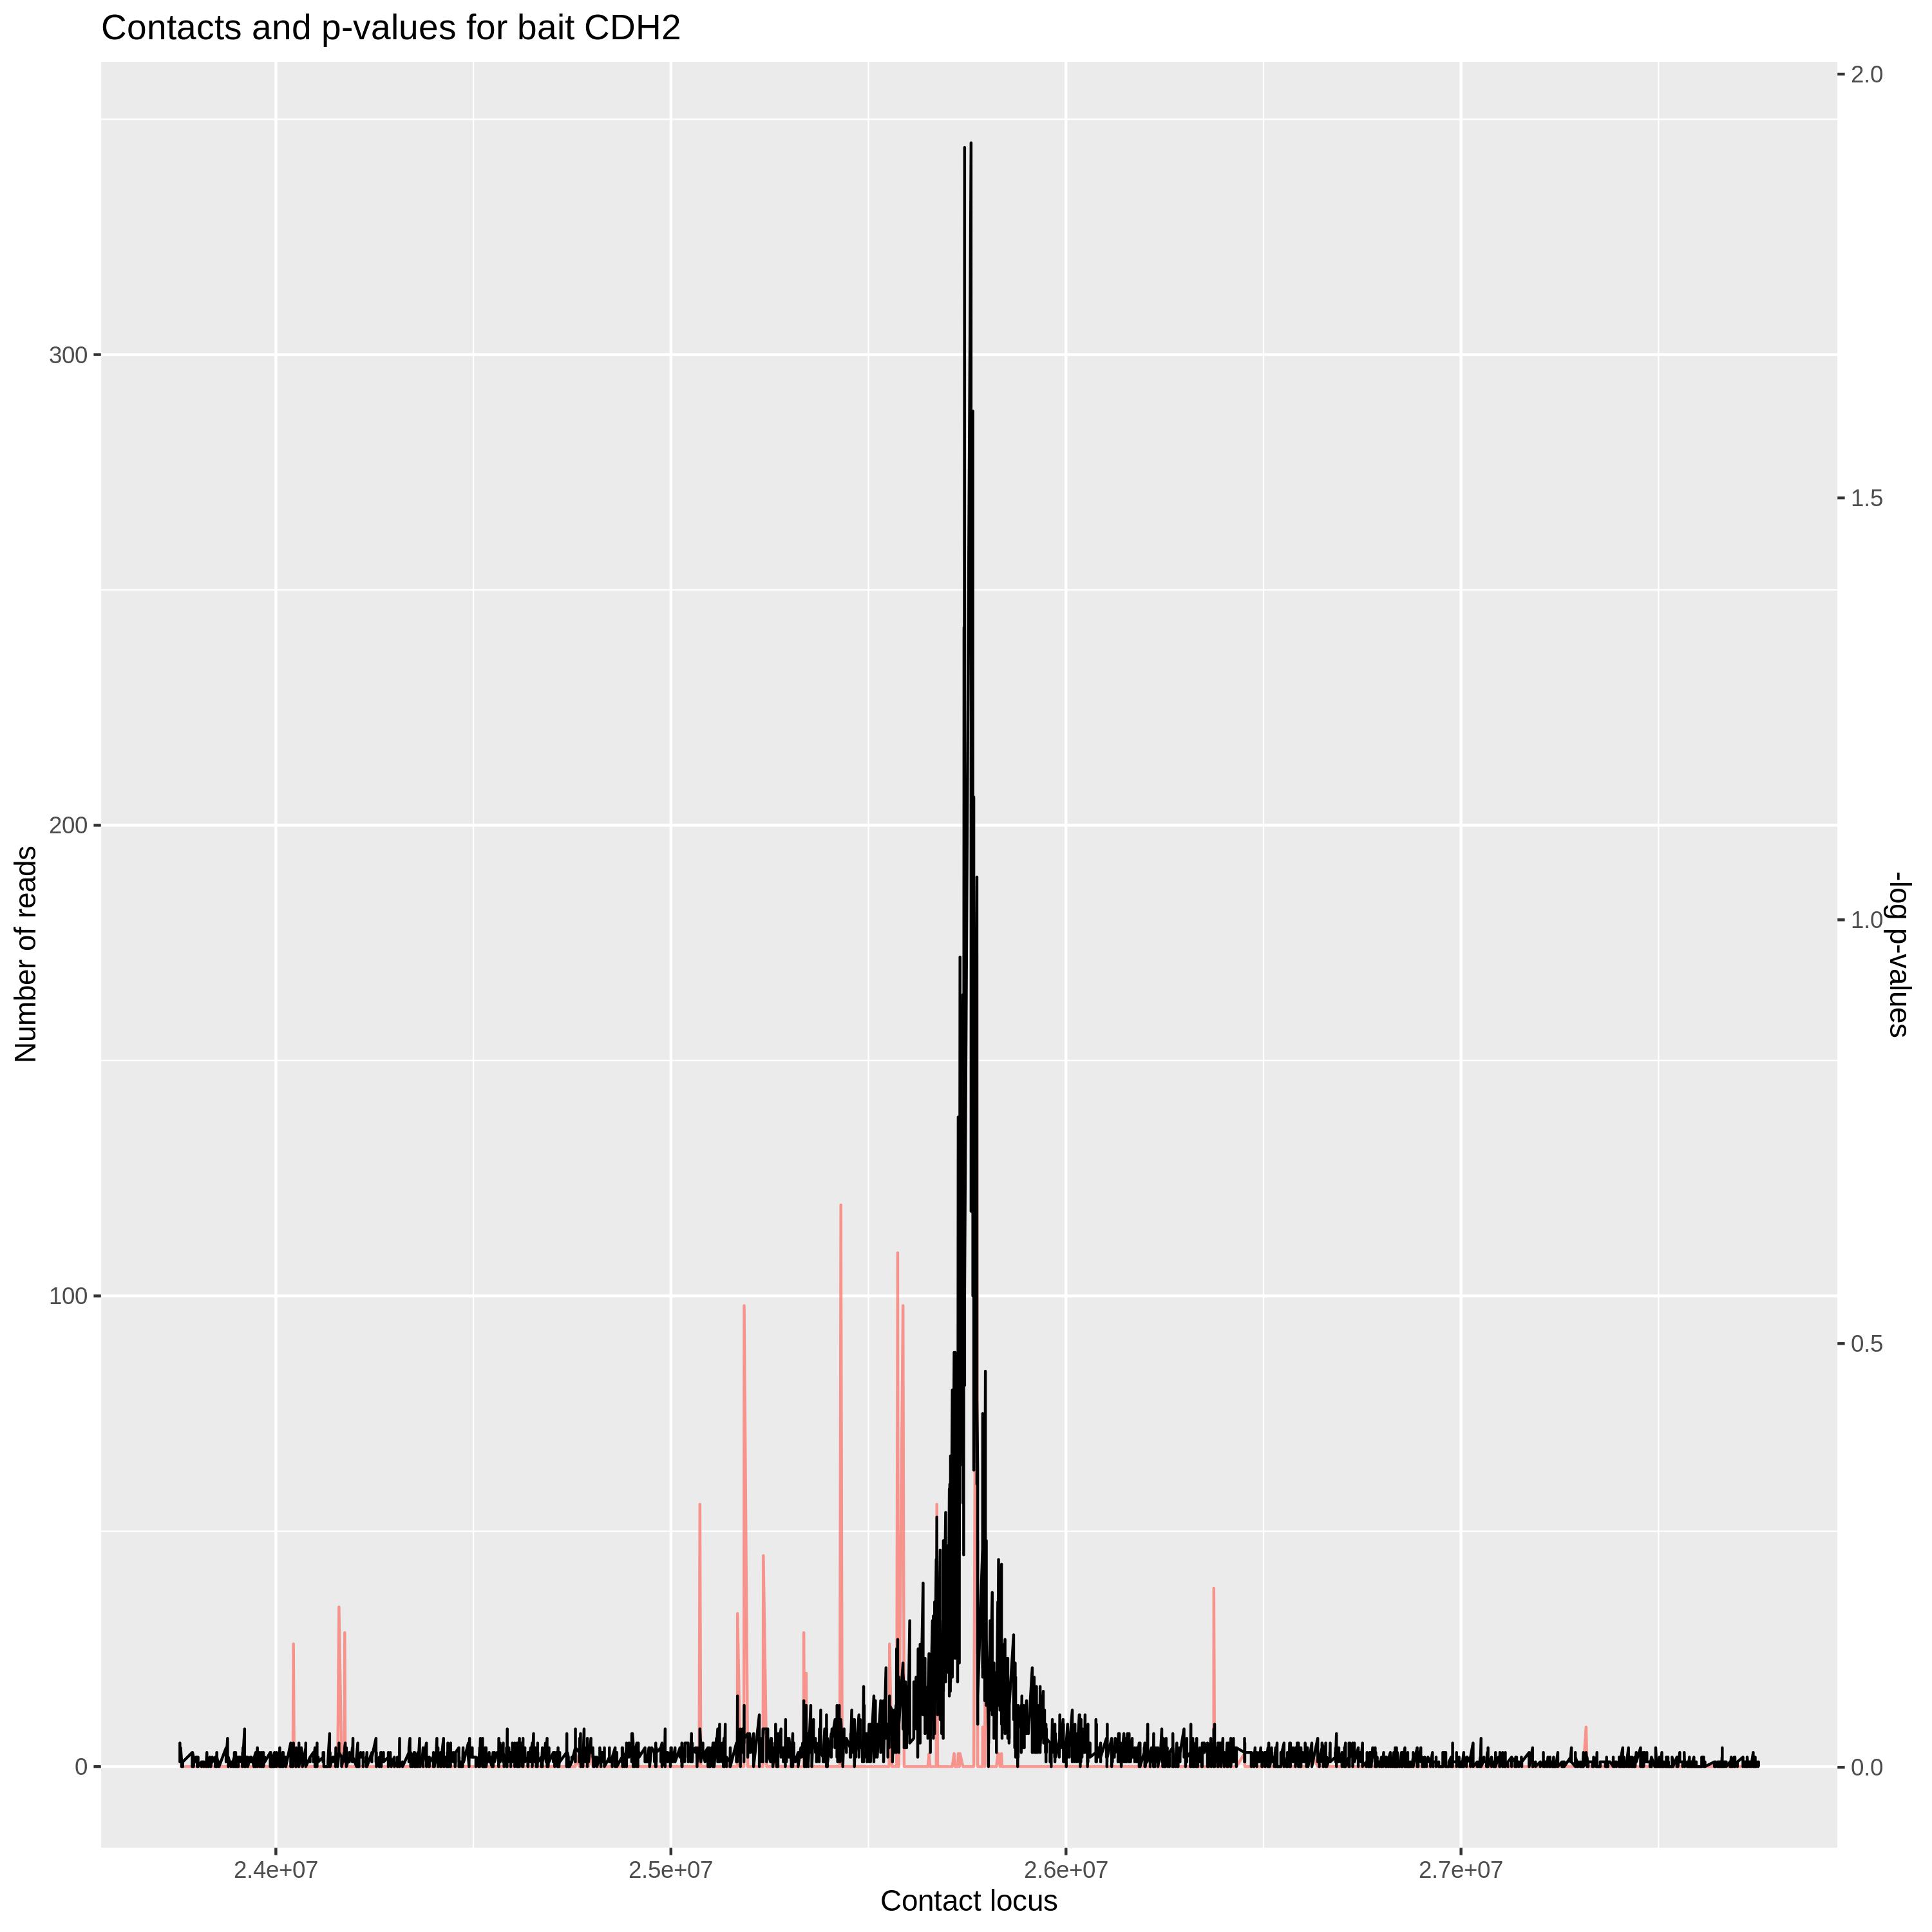 Contacts and p-values for bait CDH2
Number of reads
300
200
100
0
2.0
1.5
1.0
0.5
0.0
-log p-values
2.4e+07
2.5e+07
2.6e+07
2.7e+07
Contact locus